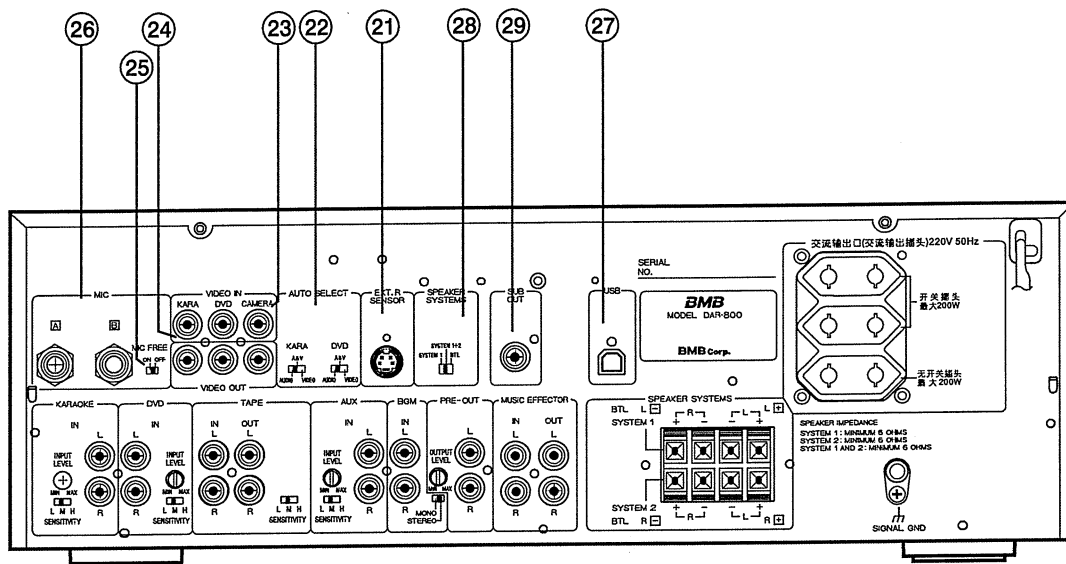 26
24
23
22
21
28
29
27
25
交流输出口(交流输出插头)220V 50Hz
SERIAL
NO.
MIC
VIDEO IN
AUTO SELECT
EXT. R
SENSOR
SPEAKER
SYSTEMS
SUB
OUT
USB
BMB
MODEL DAR-800
BMB Corp.
开关插头
最大200W
KARA
DVD
CAMERA
A
B
MIC FREE
ON OFF
KARA
DVD
A&V
A&V
AUDIO
VIDEO
AUDIO
VIDEO
SYSTEM 1+2
SYSTEM 1
BTL
VIDEO OUT
无开关插头
最大200W
KARAOKE
DVD
TAPE
AUX
BGM
PRE-OUT
MUSIC EFFECTOR
SPEAKER SYSTEMS
IN
IN
IN
OUT
IN
IN
IN
OUT
L
L
L
L
L
L
L
L
L
INPUT
LEVEL
MIN MAX
L M H
SENSITIVITY
R
R
INPUT
LEVEL
MIN MAX
L M H
SENSITIVITY
R
R
L M H
SENSITIVITY
INPUT
LEVEL
MIN MAX
L M H
SENSITIVITY
R
R
OUTPUT
LEVEL
MIN MAX
MONO
STEREO
R
R
R
BTL L −
R
L
L +
SYSTEM 1
+ − − +
SYSTEM 2
+ − − +
BTL R −
R
L
R +
SPEAKER IMPEDANCE
SYSTEM 1 : MINIMUM 6 OHMS
SYSTEM 2 : MINIMUM 6 OHMS
SYSTEM 1 AND 2 : MINIMUM 6 OHMS
SIGNAL GND